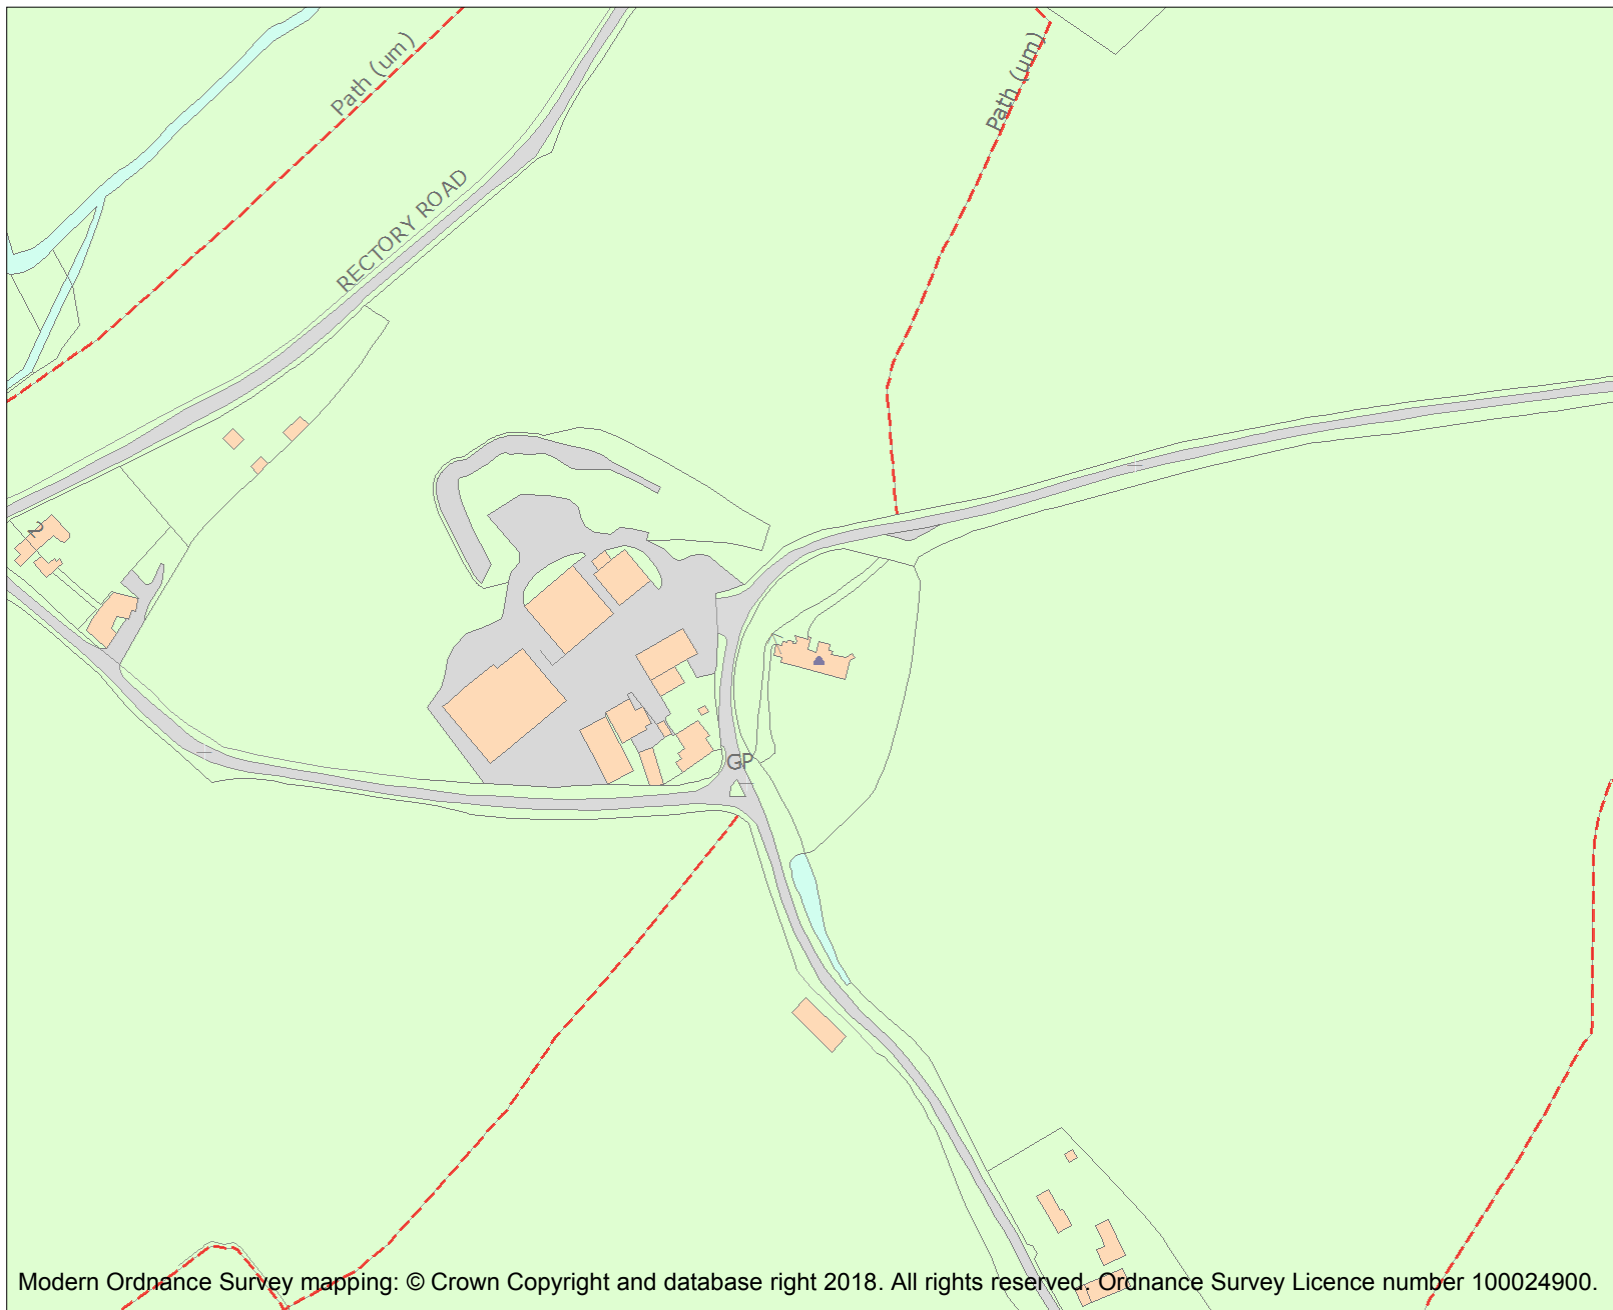 Path (um)
Path (um)
RECTORY ROAD
2
GP
Modern Ordnance Survey mapping: © Crown Copyright and database right 2018. All rights reserved. Ordnance Survey Licence number 100024900.